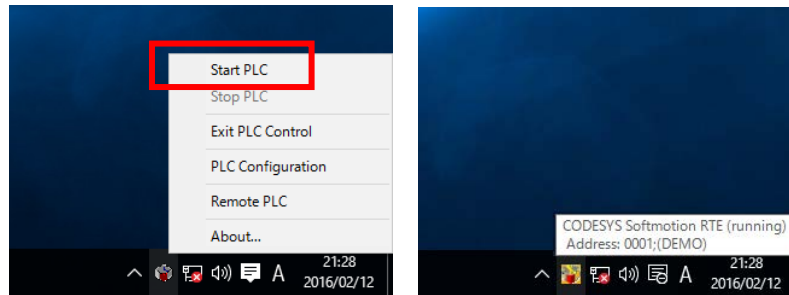 Start PLC
Stop PLC
Exit PLC Control
PLC Configuration
Remote PLC
About...
A
21:28
2016/02/12
CODESYS Softmotion RTE (running)
Address: 0001;(DEMO)
A
21:28
2016/02/12